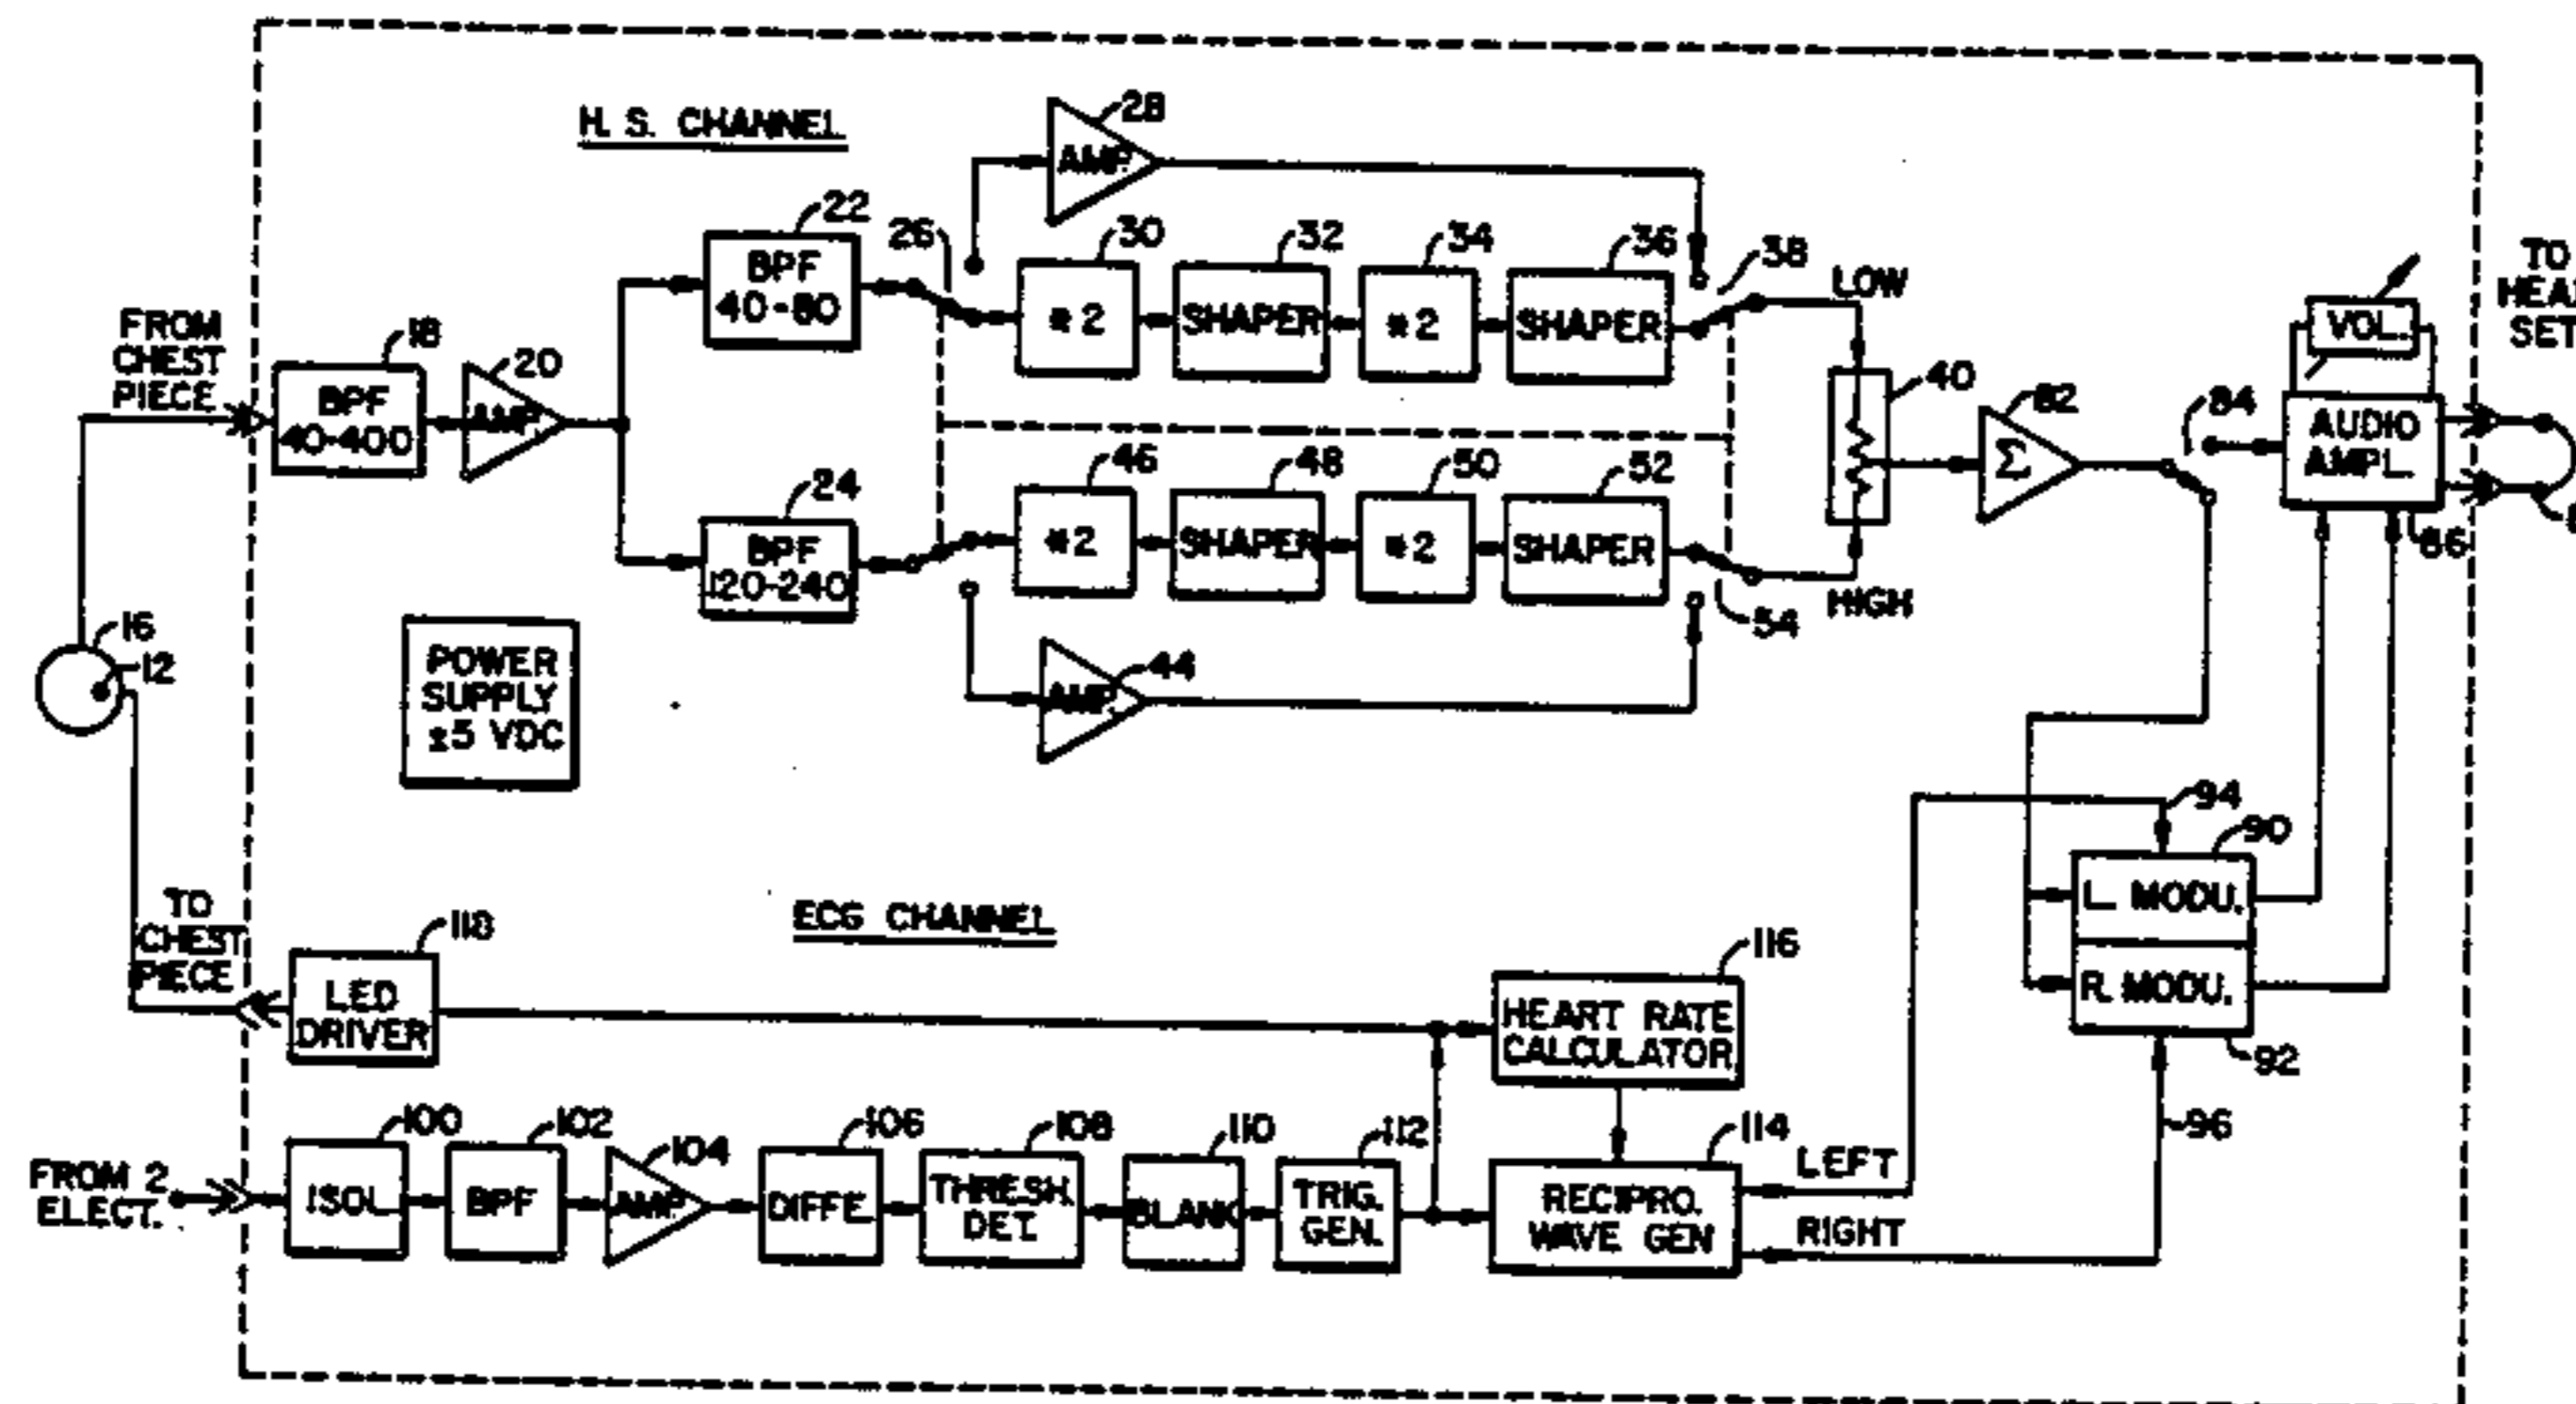 H. S. CHANNEL
28
AMP.
22
BPF
40-80
26
30
#2
32
SHAPER
34
#2
36
SHAPER
38
LOW
FROM
CHEST
PIECE
18
BPF
40-400
20
AMP.
24
BPF
120-240
46
#2
48
SHAPER
50
#2
52
SHAPER
54
HIGH
44
AMP.
40
82
Σ
84
VOL.
AUDIO
AMPL.
86
TO
SET
16
12
POWER
SUPPLY
±5 VDC
94
90
L. MODU.
R. MODU.
92
96
TO
CHEST
PIECE
118
LED
DRIVER
ECG CHANNEL
116
HEART RATE
CALCULATOR
FROM 2
ELECT.
100
ISOL
102
BPF
104
AMP
106
DIFFE.
108
THRESH.
DET.
110
BLANK
112
TRIG.
GEN.
114
RECIPRO.
WAVE GEN
LEFT
RIGHT